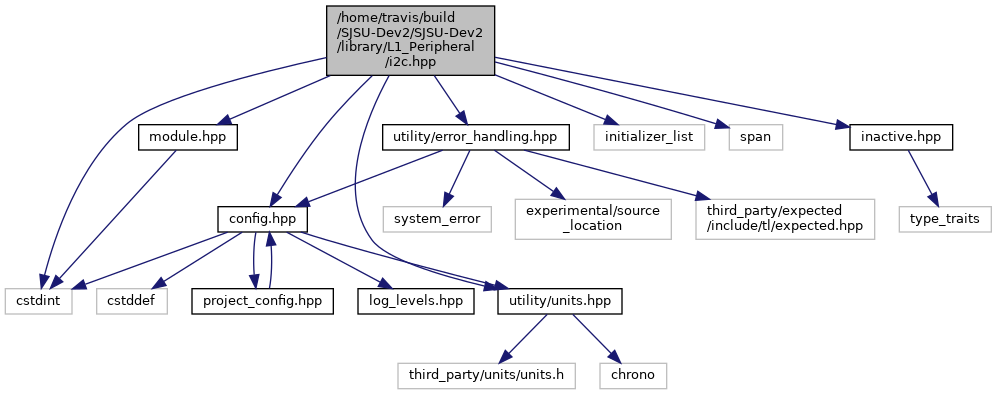 /home/travis/build
/SJSU-Dev2/SJSU-Dev2
/library/L1_Peripheral
/i2c.hpp
module.hpp
utility/error_handling.hpp
initializer_list
span
inactive.hpp
config.hpp
system_error
experimental/source
_location
third_party/expected
/include/tl/expected.hpp
type_traits
cstdint
cstddef
project_config.hpp
log_levels.hpp
utility/units.hpp
third_party/units/units.h
chrono